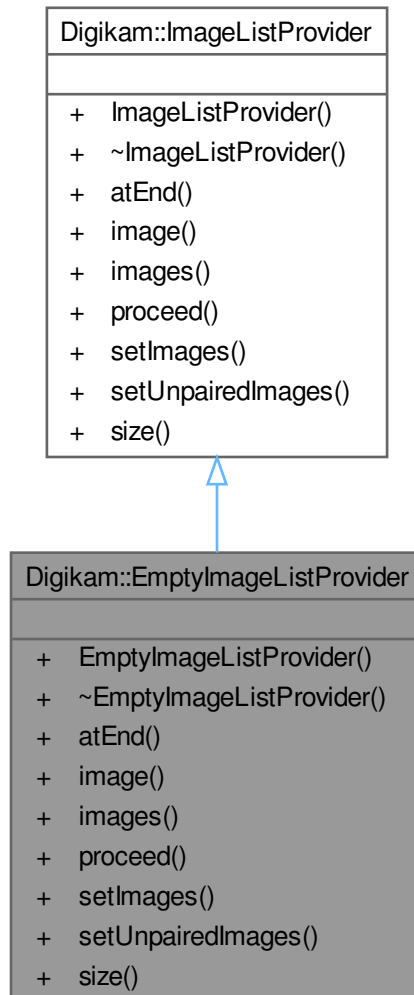 Digikam::ImageListProvider
+ ImageListProvider()
+ ~ImageListProvider()
+ atEnd()
+ image()
+ images()
+ proceed()
+ setImages()
+ setUnpairedImages()
+ size()
Digikam::EmptyImageListProvider
+ EmptyImageListProvider()
+ ~EmptyImageListProvider()
+ atEnd()
+ image()
+ images()
+ proceed()
+ setImages()
+ setUnpairedImages()
+ size()